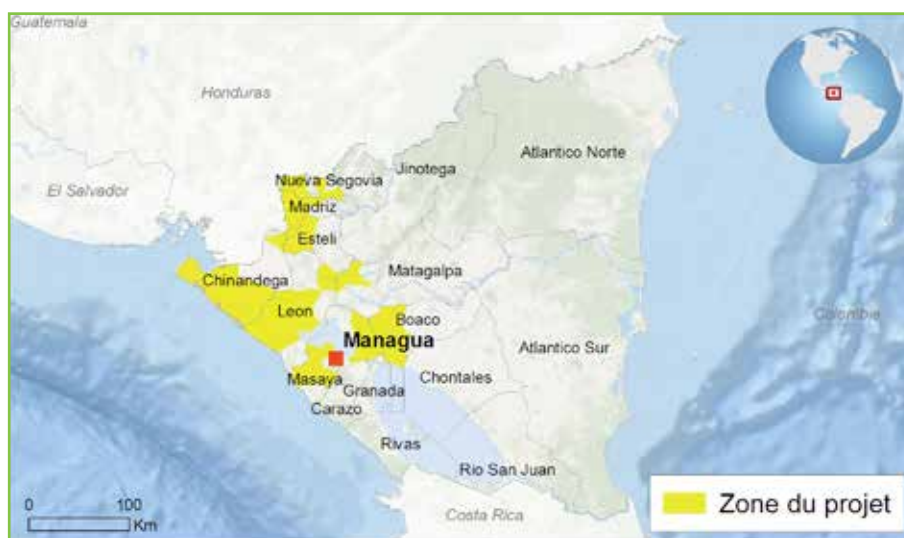 Guatemala
Honduras
El Salvador
Nueva Segovia
Jinotega
Atlantico Norte
Madriz
Esteli
Chinandega
Matagalpa
Leon
Boaco
Managua
Atlantico Sur
Colombie
Masaya
Granada
Chontales
Carazo
Rivas
Rio San Juan
Costa Rica
0 100
Km
Zone du projet